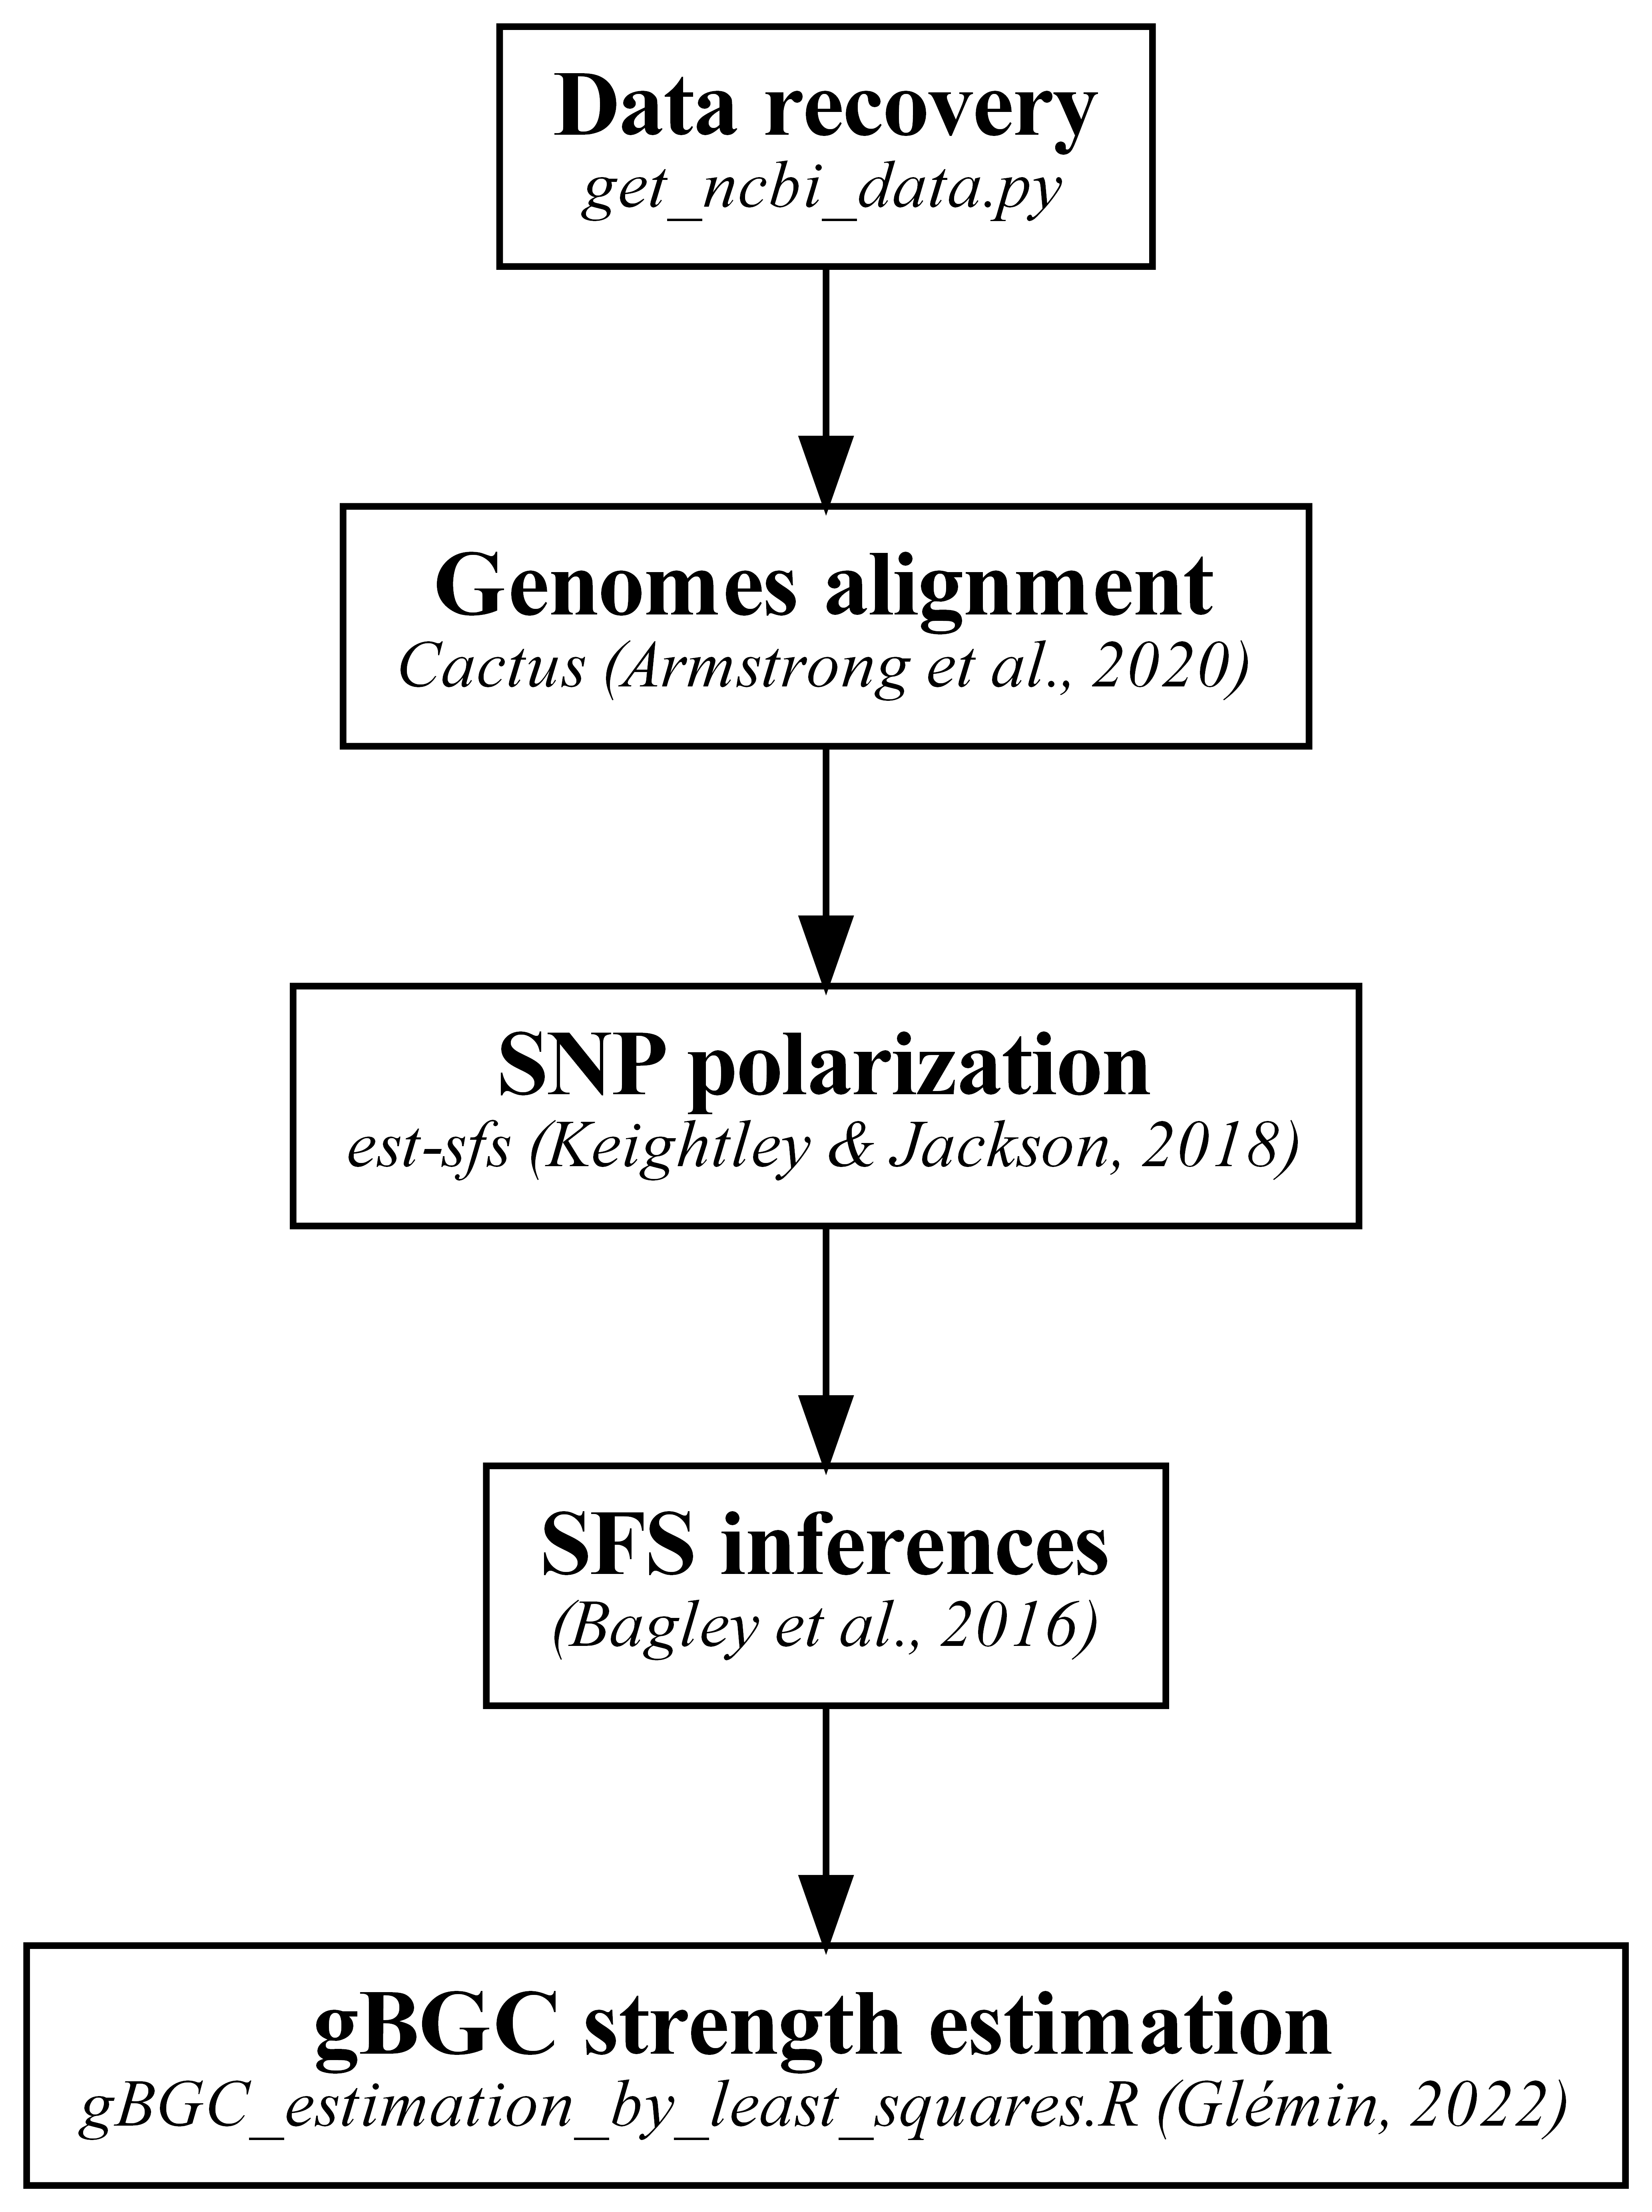 Data recovery
get_ncbi_data.py
Genomes alignment
Cactus (Armstrong et al., 2020)
SNP polarization
est-sfs (Keightley & Jackson, 2018)
SFS inferences
(Bagley et al., 2016)
gBGC strength estimation
gBGC_estimation_by_least_squares.R (Glémin, 2022)